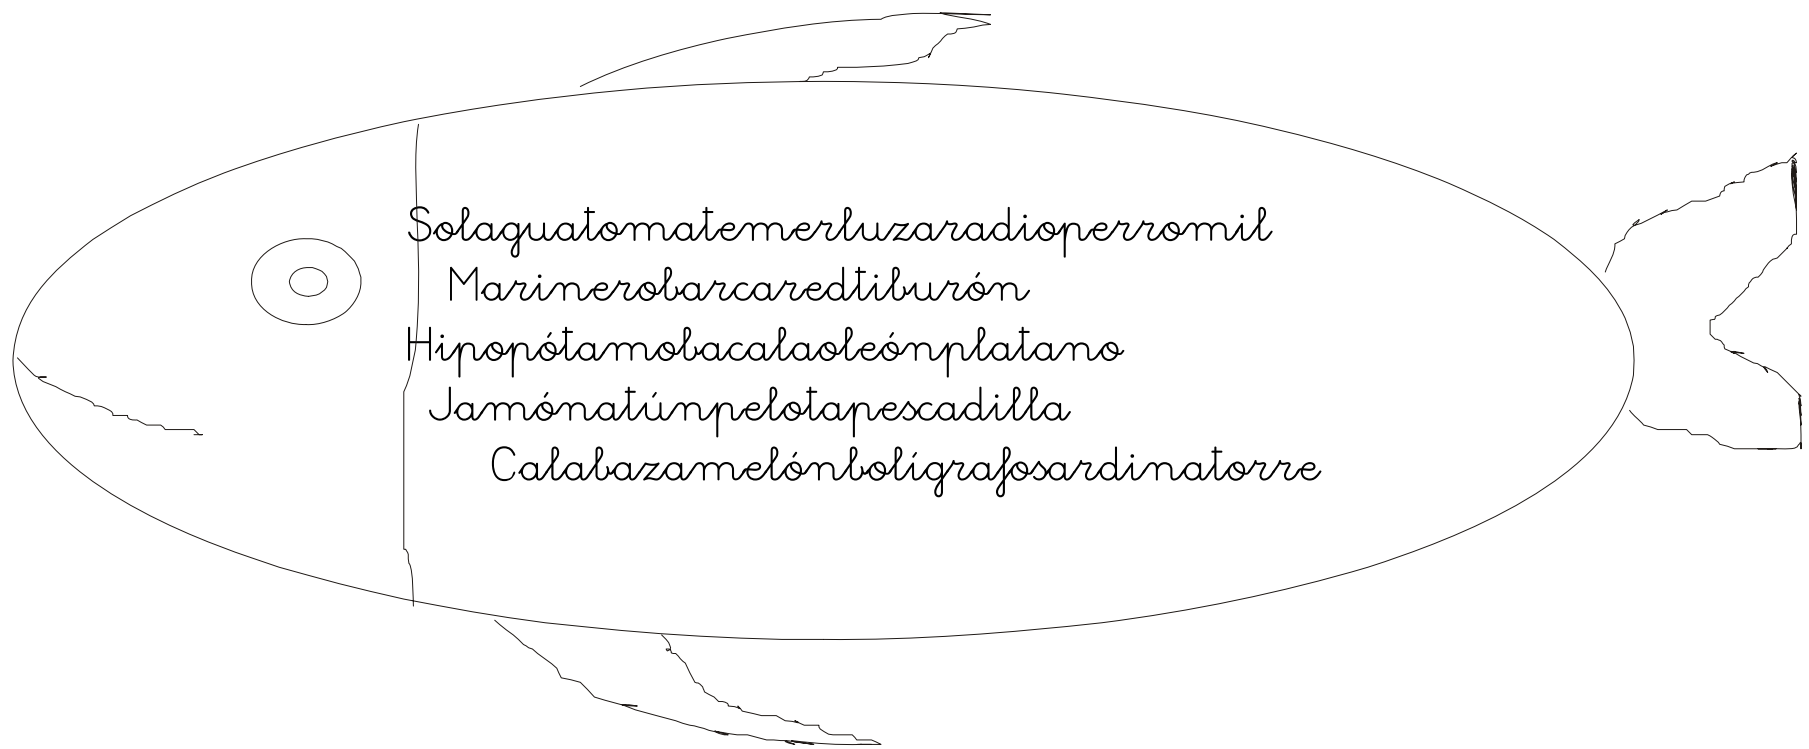 Solaguatomatemerluzaradioperromil
Marinerobarcaredtiburón
Hipopótamobacalaoleónplatano
Jamónatúnpelotapescadilla
Calabazamelónbolígrafosardinatorre